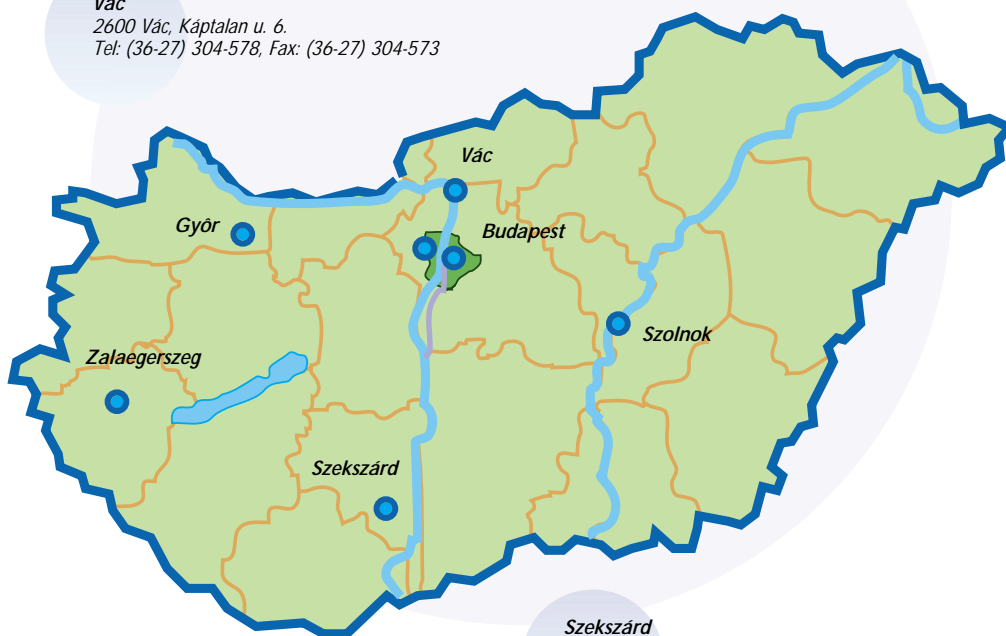 Vác
2600 Vác, Káptalan u. 6.
Tel: (36-27) 304-578, Fax: (36-27) 304-573
Vác
Gyôr
Budapest
Szolnok
Zalaegerszeg
Szekszárd
Szekszárd